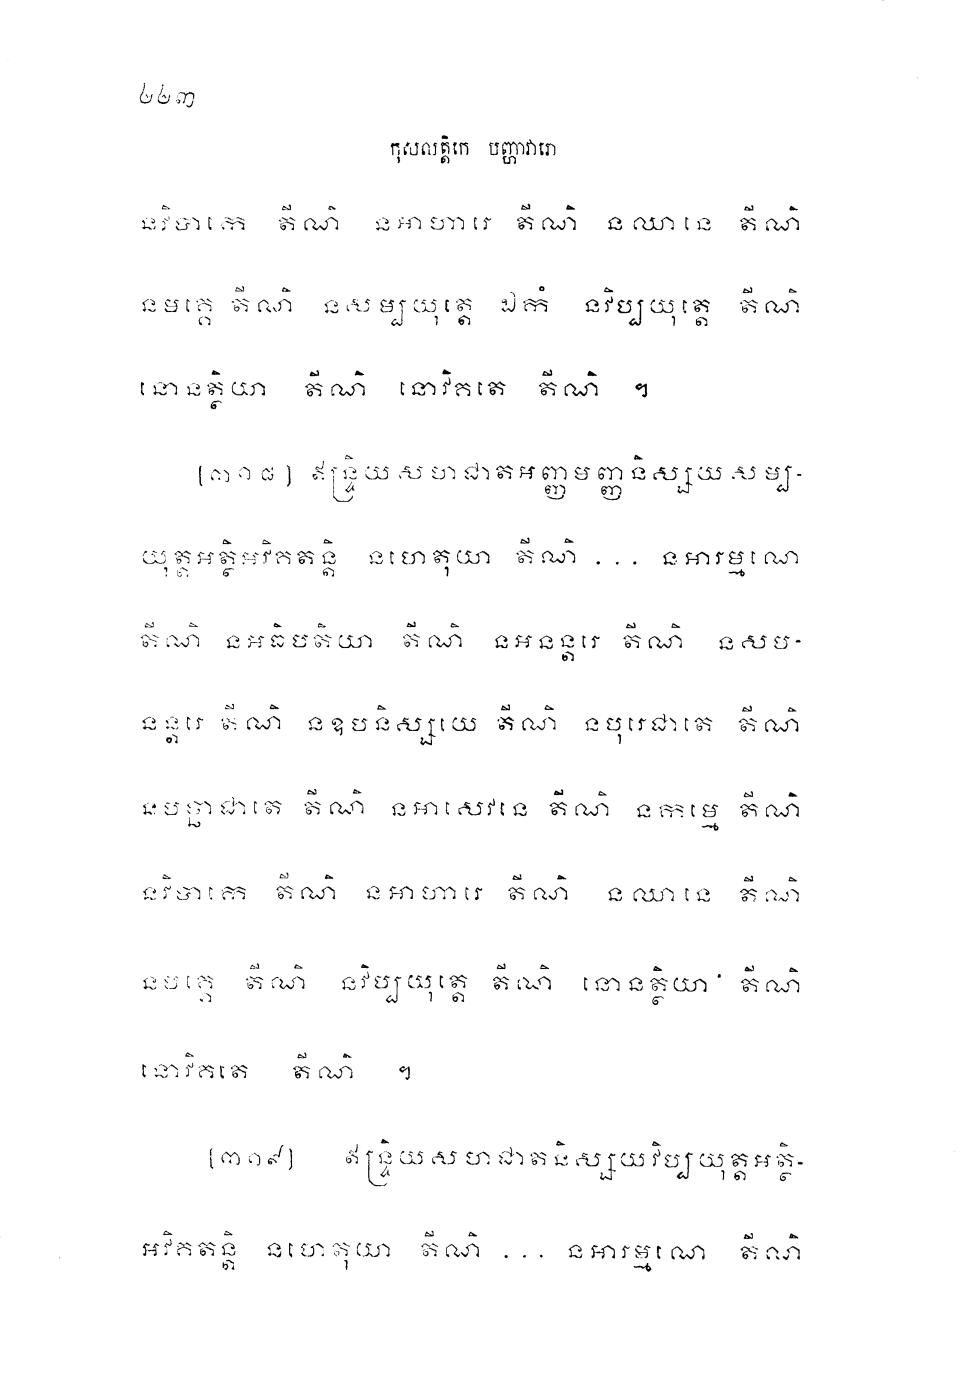 ៤៤៣
កុសលត្តិកេ បញ្ហាវារោ
នវិបាកេ តីណិ នអាហារេ តីណិ នឈានេ តីណិ
នមគ្គេ តីណិ នសម្បយុត្តេ ឯកំ នវិប្បយុត្តេ តីណិ
នោនត្ថិយា តីណិ នោវិគតេ តីណិ ។
[៣១៨] ឥន្ទ្រិយសហជាតអញ្ញមញ្ញនិស្សយសម្ប-
យុត្តអត្ថិអវិគតន្តិ នហេតុយា តីណិ ... នអារម្មណេ
តីណិ នអធិបតិយា តីណិ នអនន្តរេ តីណិ នសម-
នន្តរេ តីណិ នឧបនិស្សយេ តីណិ នបុរេជាតេ តីណិ
នបច្ឆាជាតេ តីណិ នអាសេវនេ តីណិ នកម្មេ តីណិ
នវិបាកេ តីណិ នអាហារេ តីណិ នឈានេ តីណិ
នមគ្គេ តីណិ នវិប្បយុត្តេ តីណិ នោនត្ថិយា តីណិ
នោវិគតេ តីណិ ។
[៣១៩] ឥន្ទ្រិយសហជាតនិស្សយវិប្បយុត្តអត្ថិ-
អវិគតន្តិ នហេតុយា តីណិ ... នអារម្មណេ តីណិ